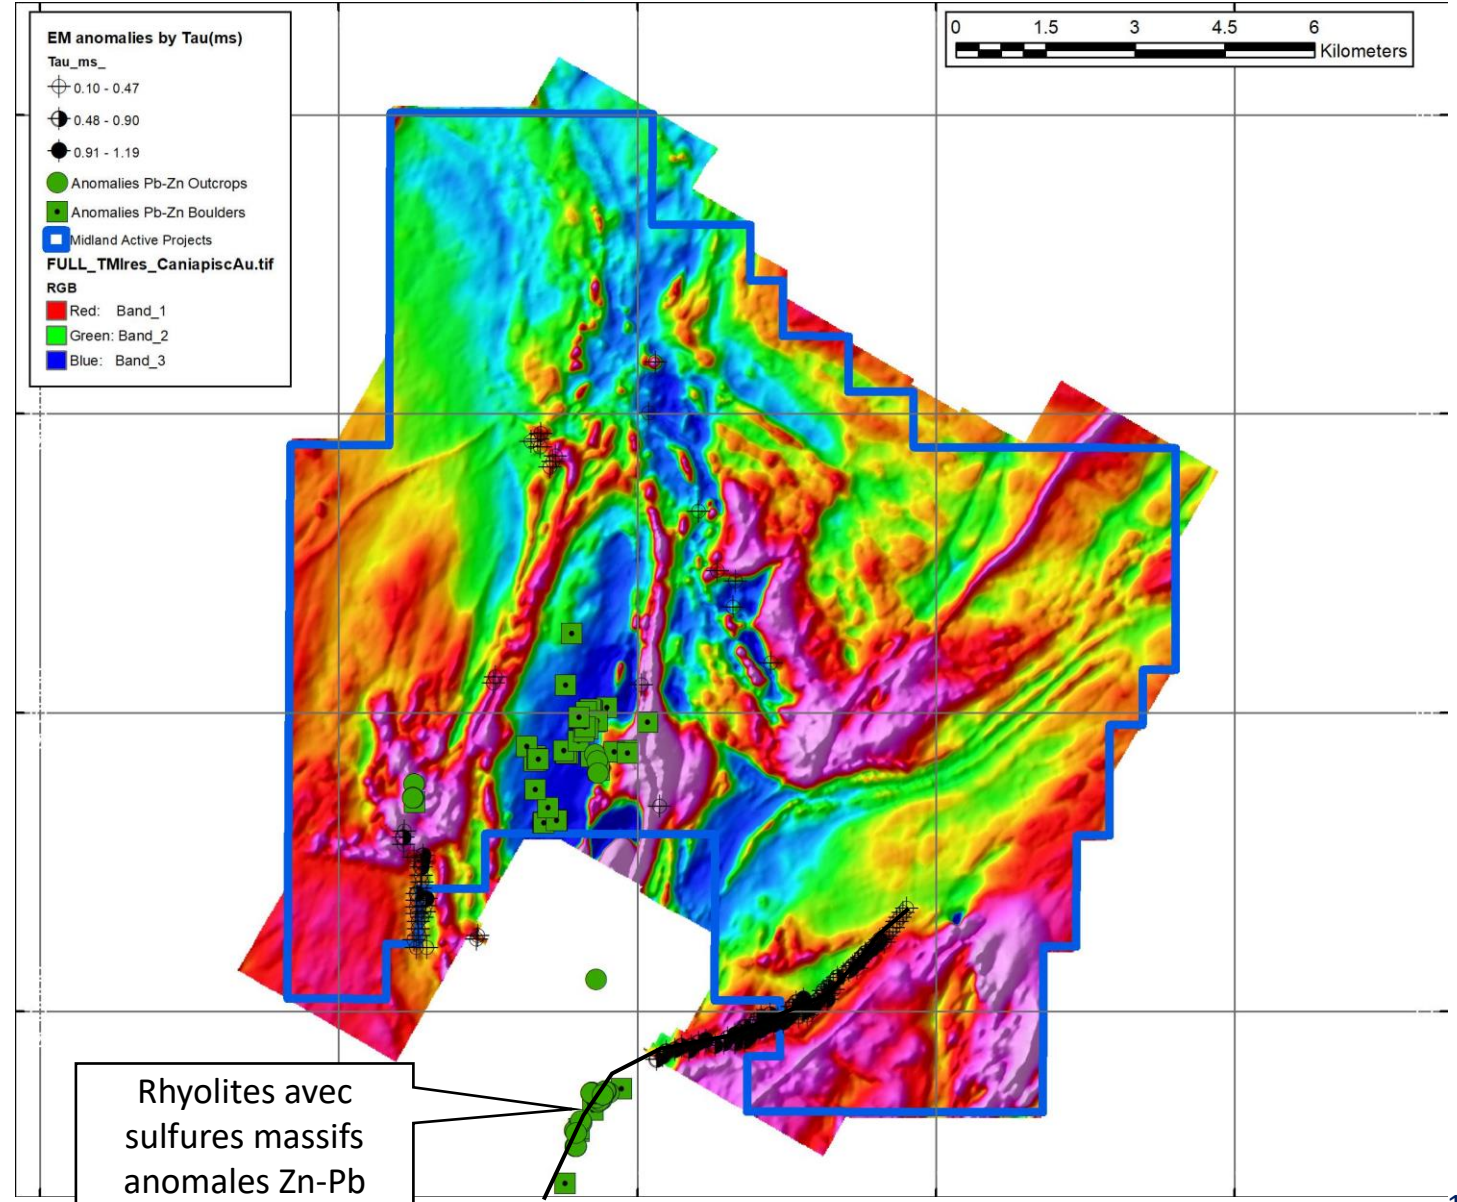 EM anomalies by Tau(ms)
Tau_ms_
0.10 - 0.47
0.48 - 0.90
0.91 - 1.19
Anomalies Pb-Zn Outcrops
Anomalies Pb-Zn Boulders
Midland Active Projects
FULL_TMIres_CaniapiscAu.tif
RGB
Red: Band_1
Green: Band_2
Blue: Band_3
0 1.5 3 4.5 6
Kilometers
Rhyolites avec
sulfures massifs
anomales Zn-Pb
1